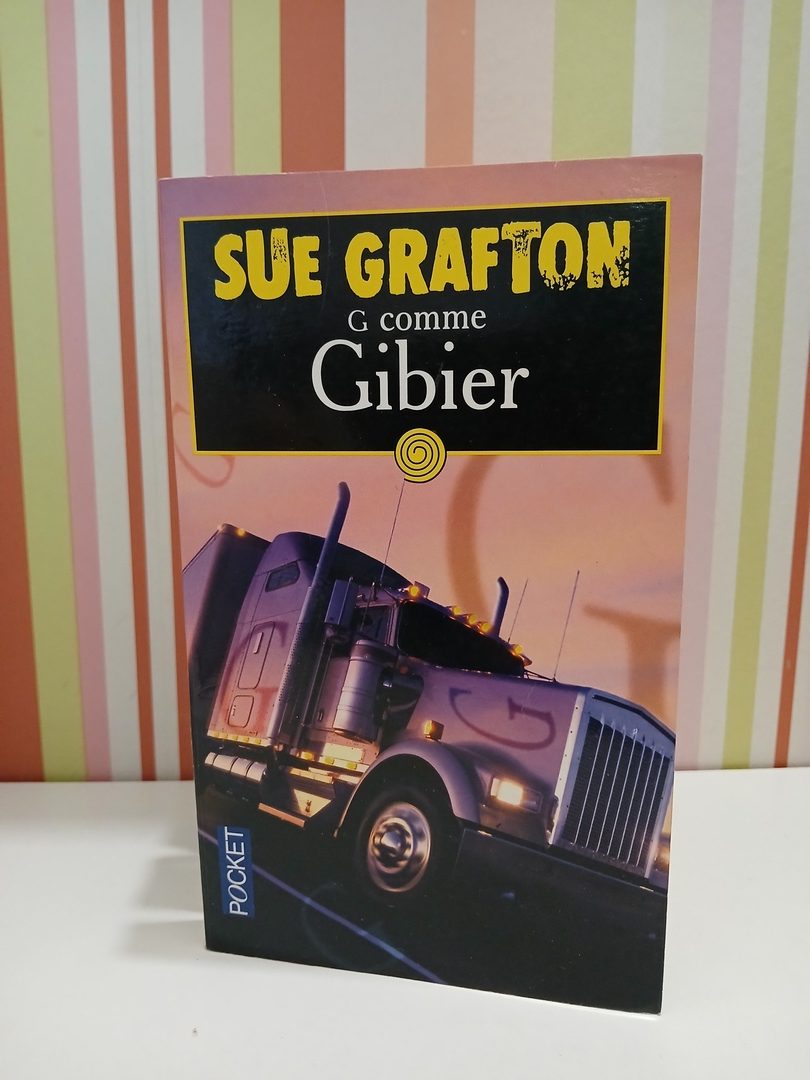 SUE GRAFTON
G comme
Gibier
G
G
G
G
POCKET